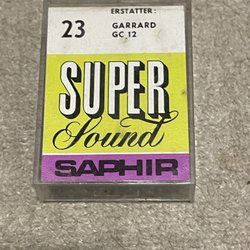 ERSTATTER:
23 GARRARD
GC 12
SUPER
Sound
SAPHIR